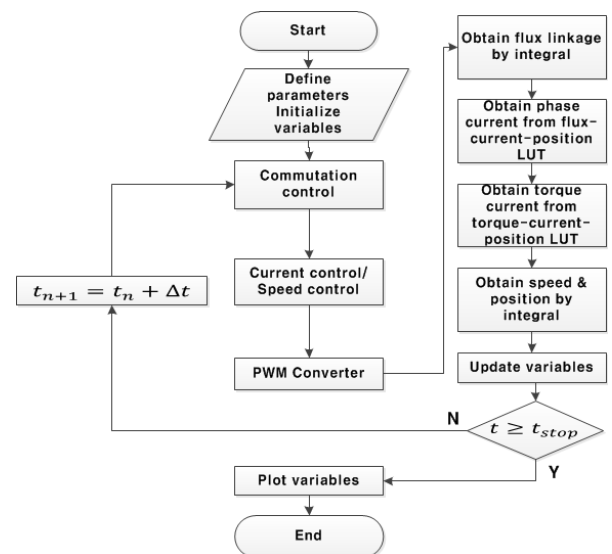 Start
Define
parameters
Initialize
variables
Commutation
control
Current control/
Speed control
PWM Converter
Obtain flux linkage
by integral
Obtain phase
current from flux-
current-position
LUT
Obtain torque
current from
torque-current-
position LUT
Obtain speed &
position by
integral
Update variables
t ≥ t_stop
N
Y
t_{n+1} = t_n + Δt
Plot variables
End